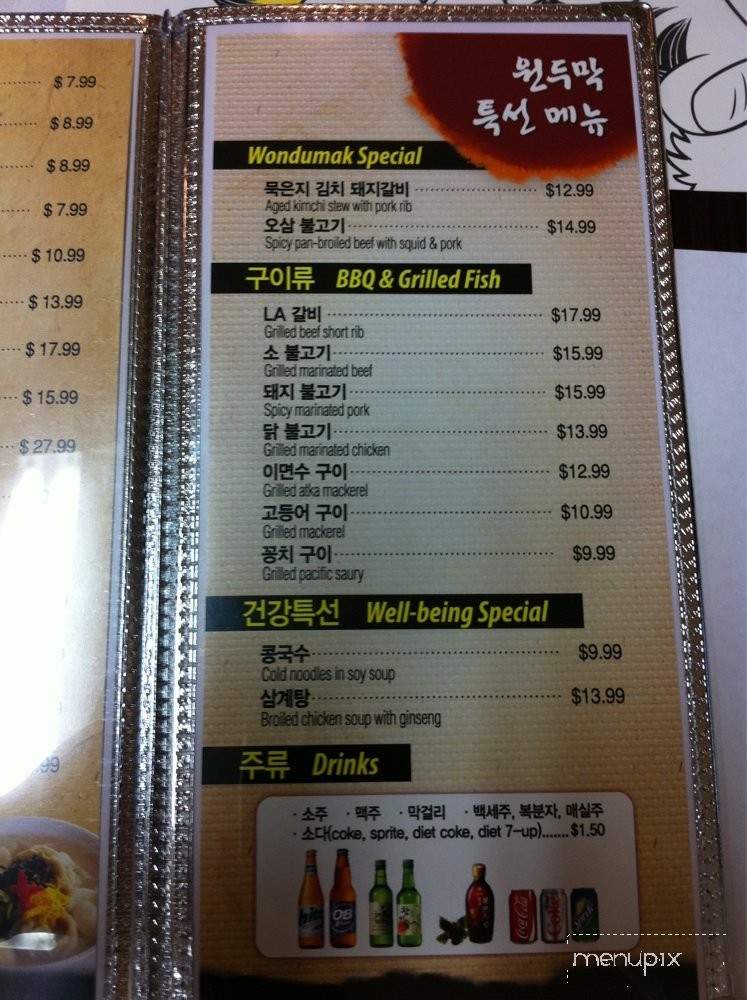 $ 7.99
$ 8.99
$ 8.99
$ 7.99
$ 10.99
$ 13.99
$ 17.99
$ 15.99
$ 27.99
.99
원두막
특선 메뉴
Wondumak Special
묵은지 김치 돼지갈비 $12.99
Aged kimchi stew with pork rib
오삼 불고기 $14.99
Spicy pan-broiled beef with squid & pork
구이류 BBQ & Grilled Fish
LA 갈비 $17.99
Grilled beef short rib
소 불고기 $15.99
Grilled marinated beef
돼지 불고기 $15.99
Spicy marinated pork
닭 불고기 $13.99
Grilled marinated chicken
이면수 구이 $12.99
Grilled atka mackerel
고등어 구이 $10.99
Grilled mackerel
꽁치 구이 $9.99
Grilled pacific saury
건강특선 Well-being Special
콩국수 $9.99
Cold noodles in soy soup
삼계탕 $13.99
Broiled chicken soup with ginseng
주류 Drinks
· 소주 · 맥주 · 막걸리 · 백세주, 복분자, 매실주
· 소다(coke, sprite, diet coke, diet 7-up)....... $1.50
OB
Coca-Cola
menupix